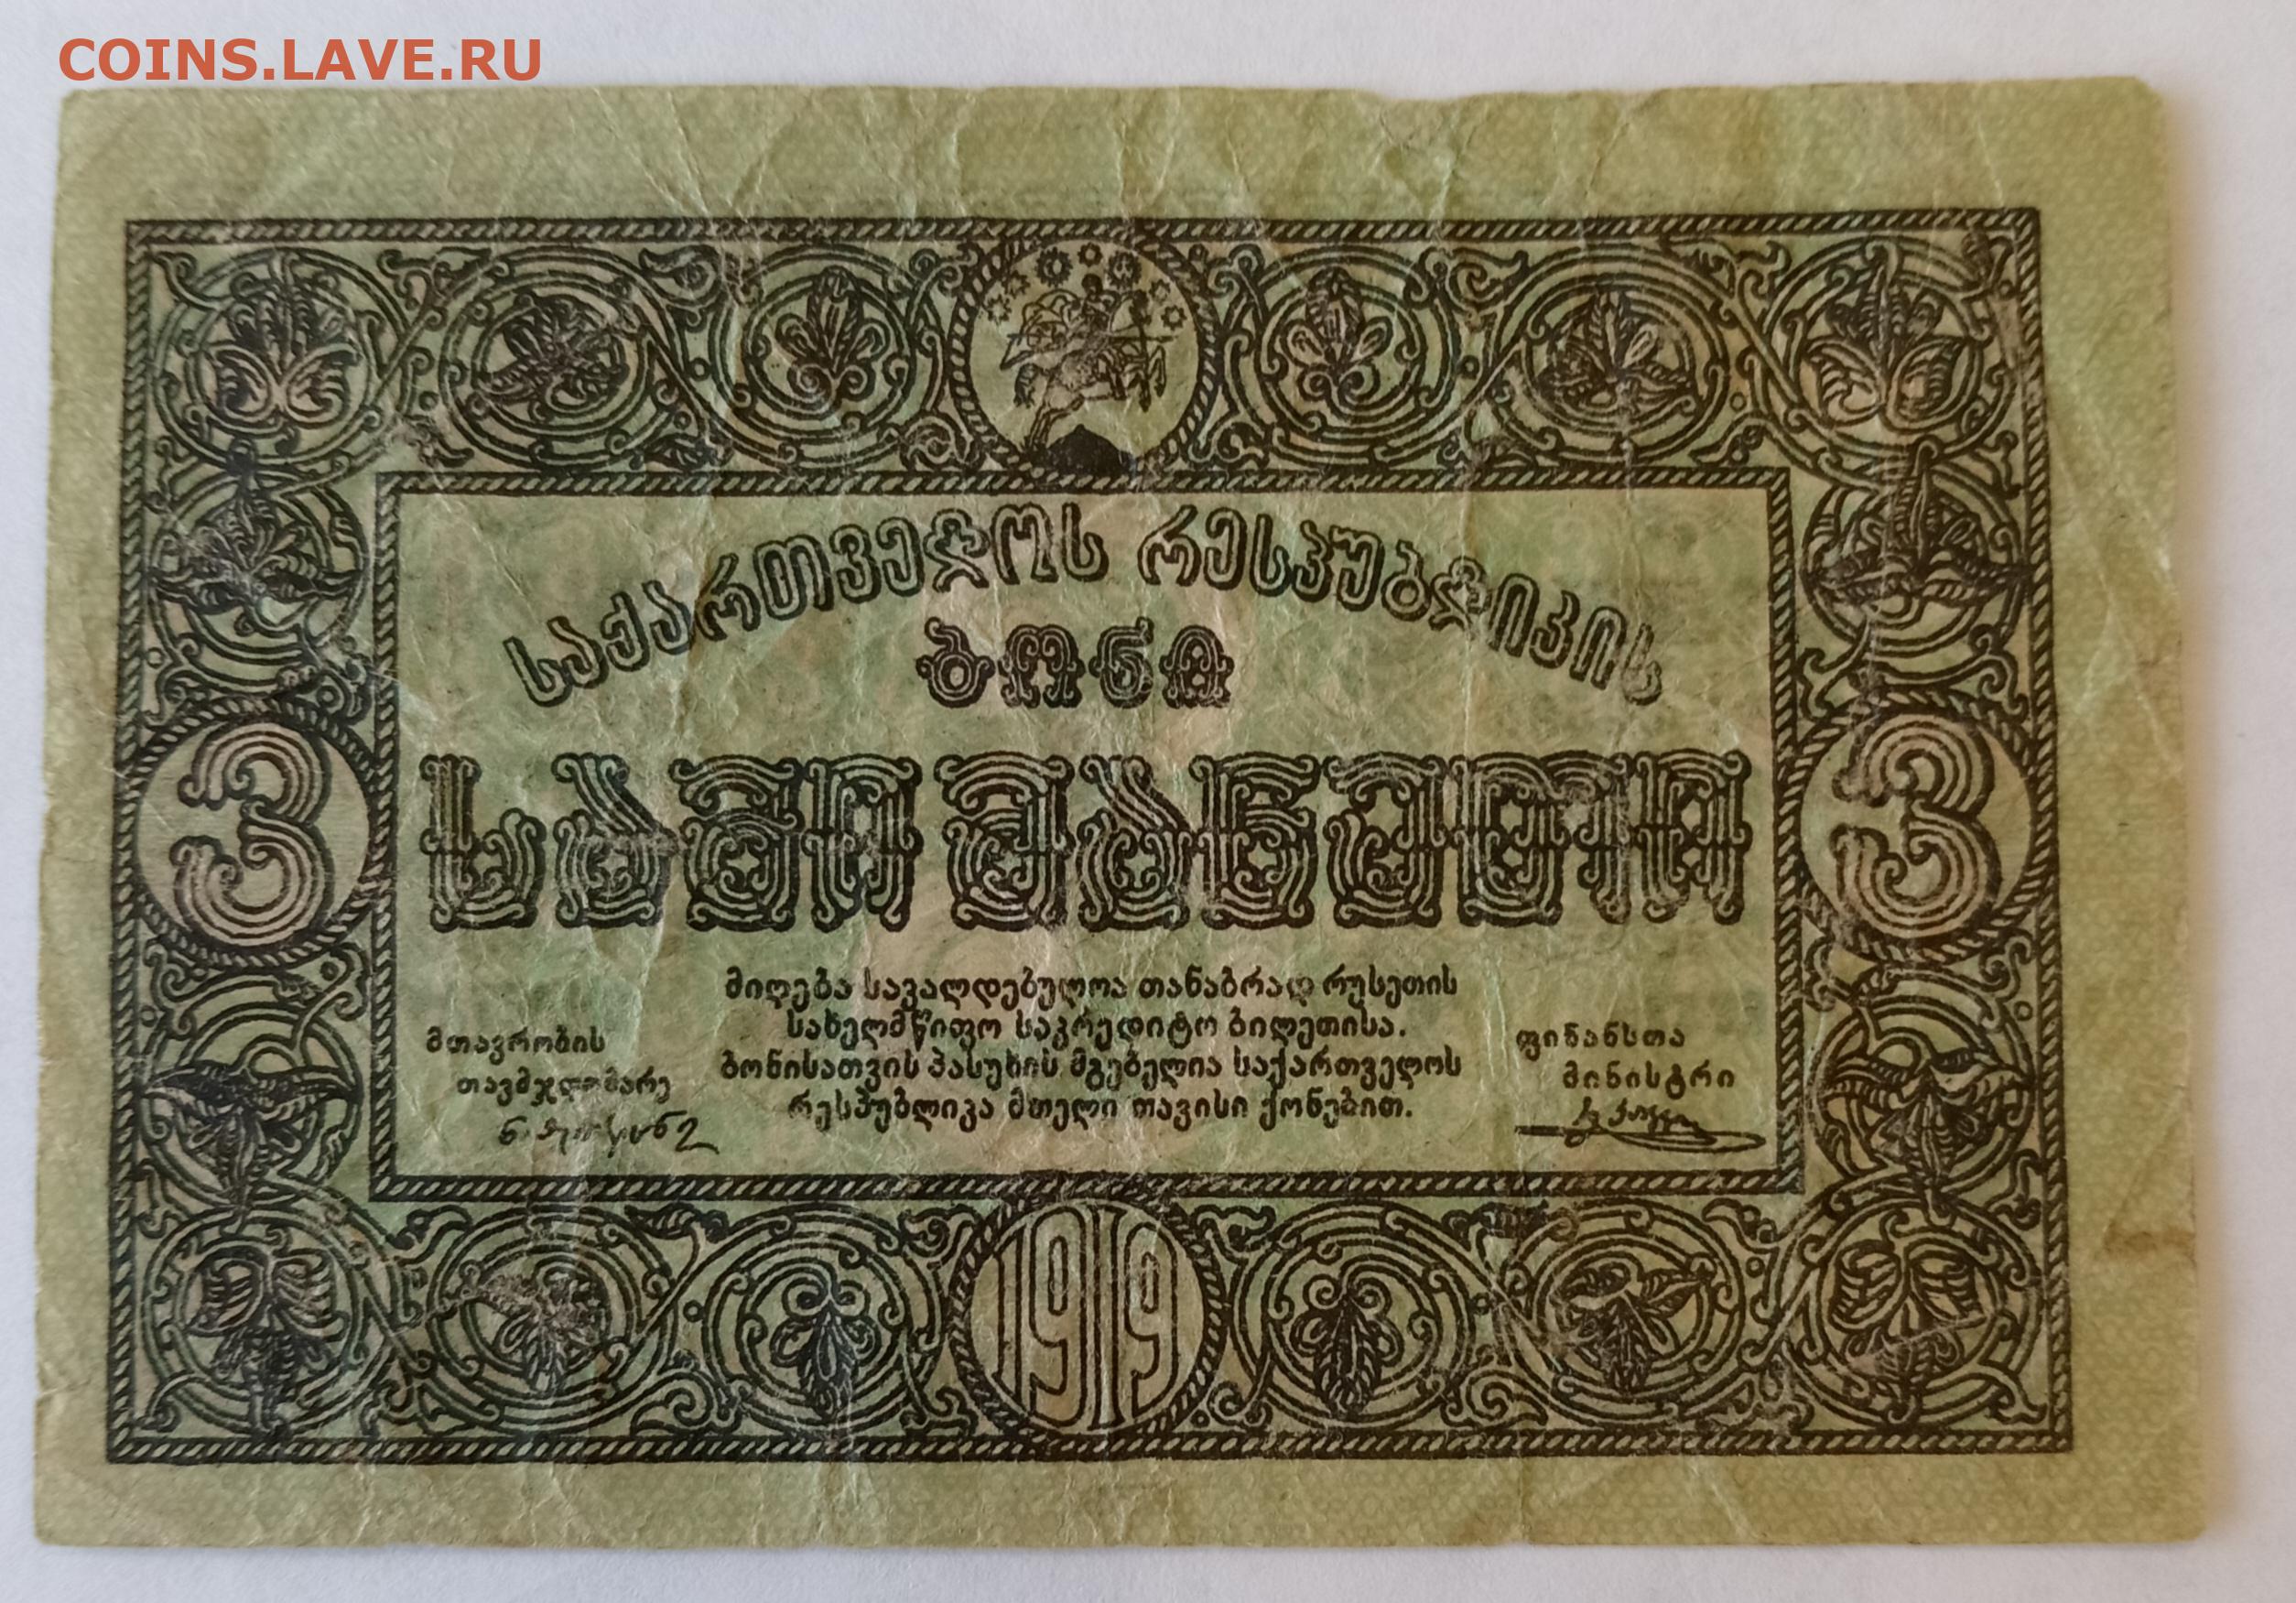 COINS.LAVE.RU
საქართველოს რესპუბლიკის
ბონი
სამი მანეთი
3
3
მიღება სავალდებულოა თანაბრად რუსეთის
სახელმწიფო საკრედიტო ბილეთისა.
ბონისათვის პასუხის მგებელია საქართველოს
რესპუბლიკა მთელი თავისი ქონებით.
მთავრობის
თავმჯდომარე
ფინანსთა
მინისტრი
1919